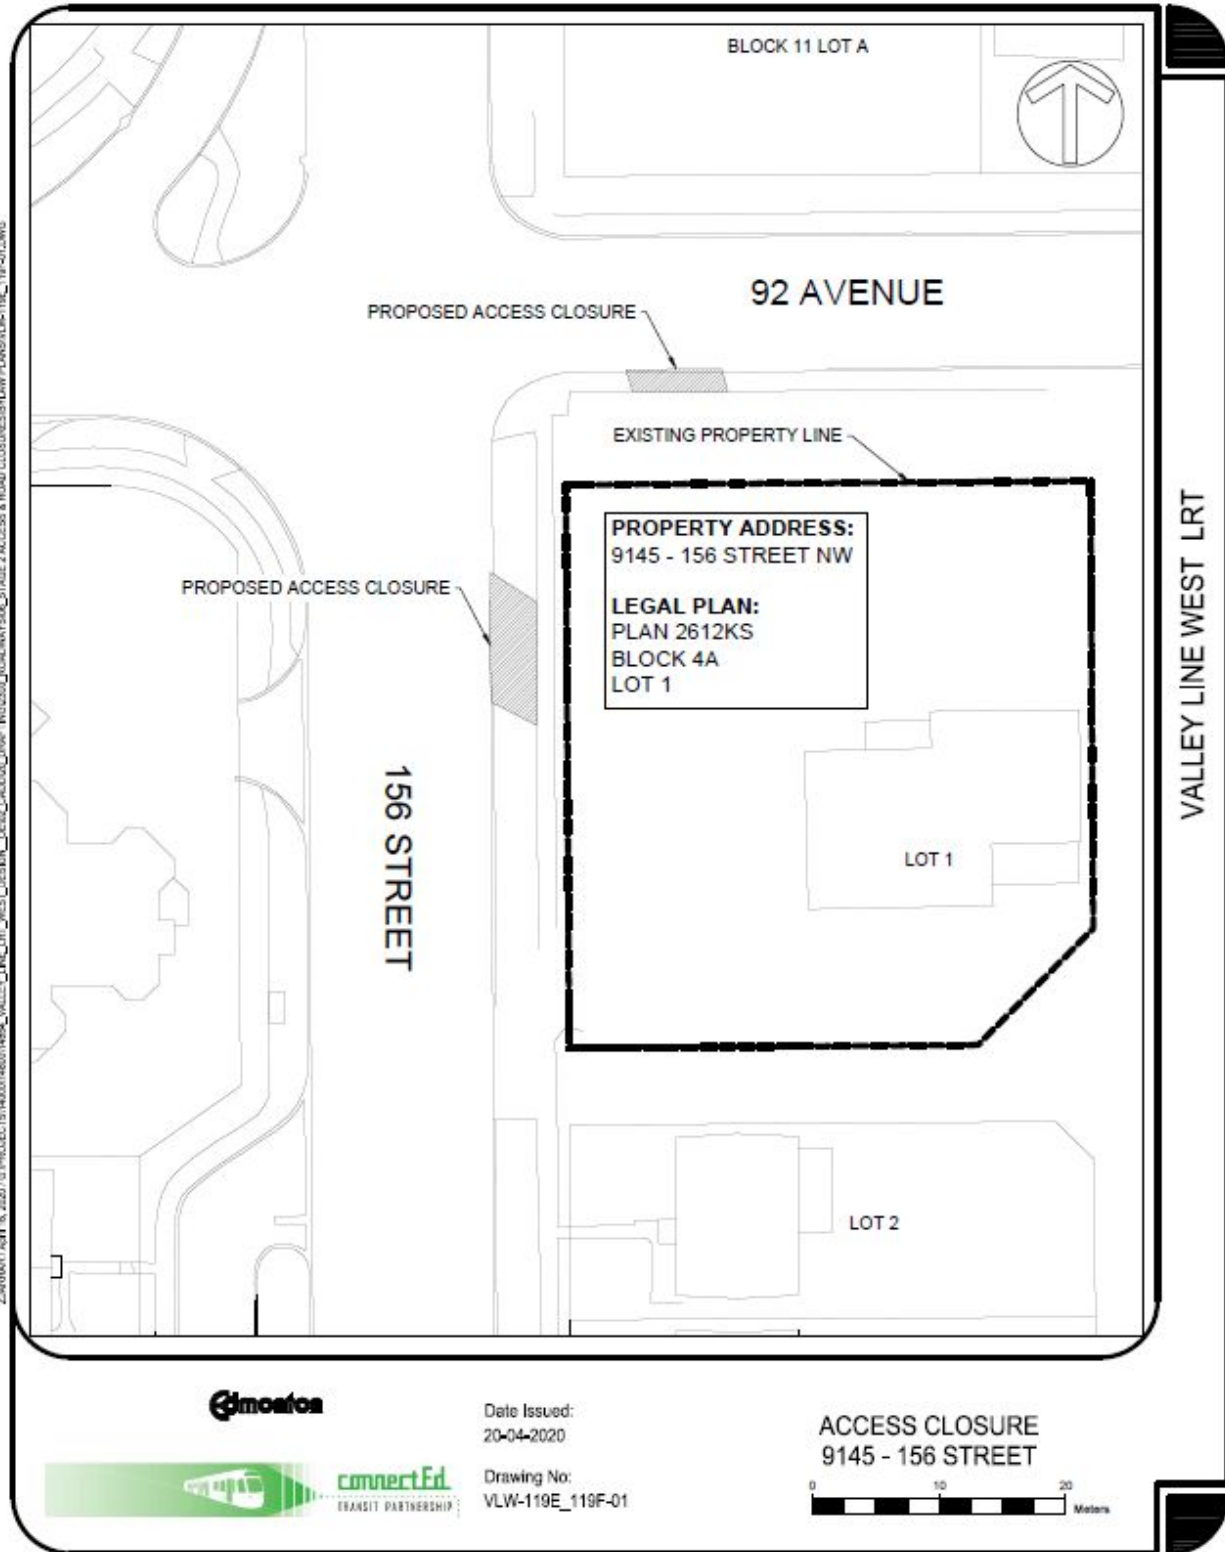 BLOCK 11 LOT A
92 AVENUE
PROPOSED ACCESS CLOSURE
EXISTING PROPERTY LINE
PROPERTY ADDRESS:
9145 - 156 STREET NW
LEGAL PLAN:
PLAN 2612KS
BLOCK 4A
LOT 1
PROPOSED ACCESS CLOSURE
156 STREET
LOT 1
LOT 2
VALLEY LINE WEST LRT
Edmonton
connectEd
TRANSIT PARTNERSHIP
Date Issued:
20-04-2020
Drawing No:
VLW-119E_119F-01
ACCESS CLOSURE
9145 - 156 STREET
0 10 20
Meters